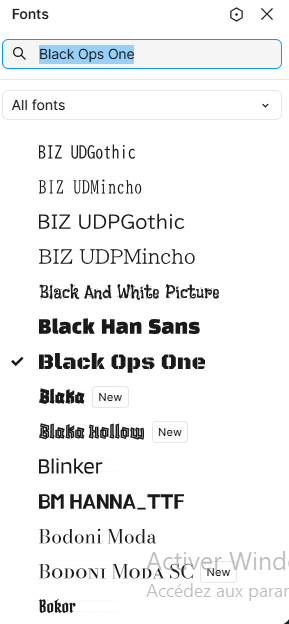 Fonts
Black Ops One
All fonts
BIZ UDGothic
BIZ UDMincho
BIZ UDPGothic
BIZ UDPMincho
Black And White Picture
Black Han Sans
Black Ops One
Blaka New
Blaka Hollow New
Blinker
BM HANNA_TTF
Bodoni Moda
Activer Wind
Bodoni Moda SC New
Accédez aux parar
Bokor